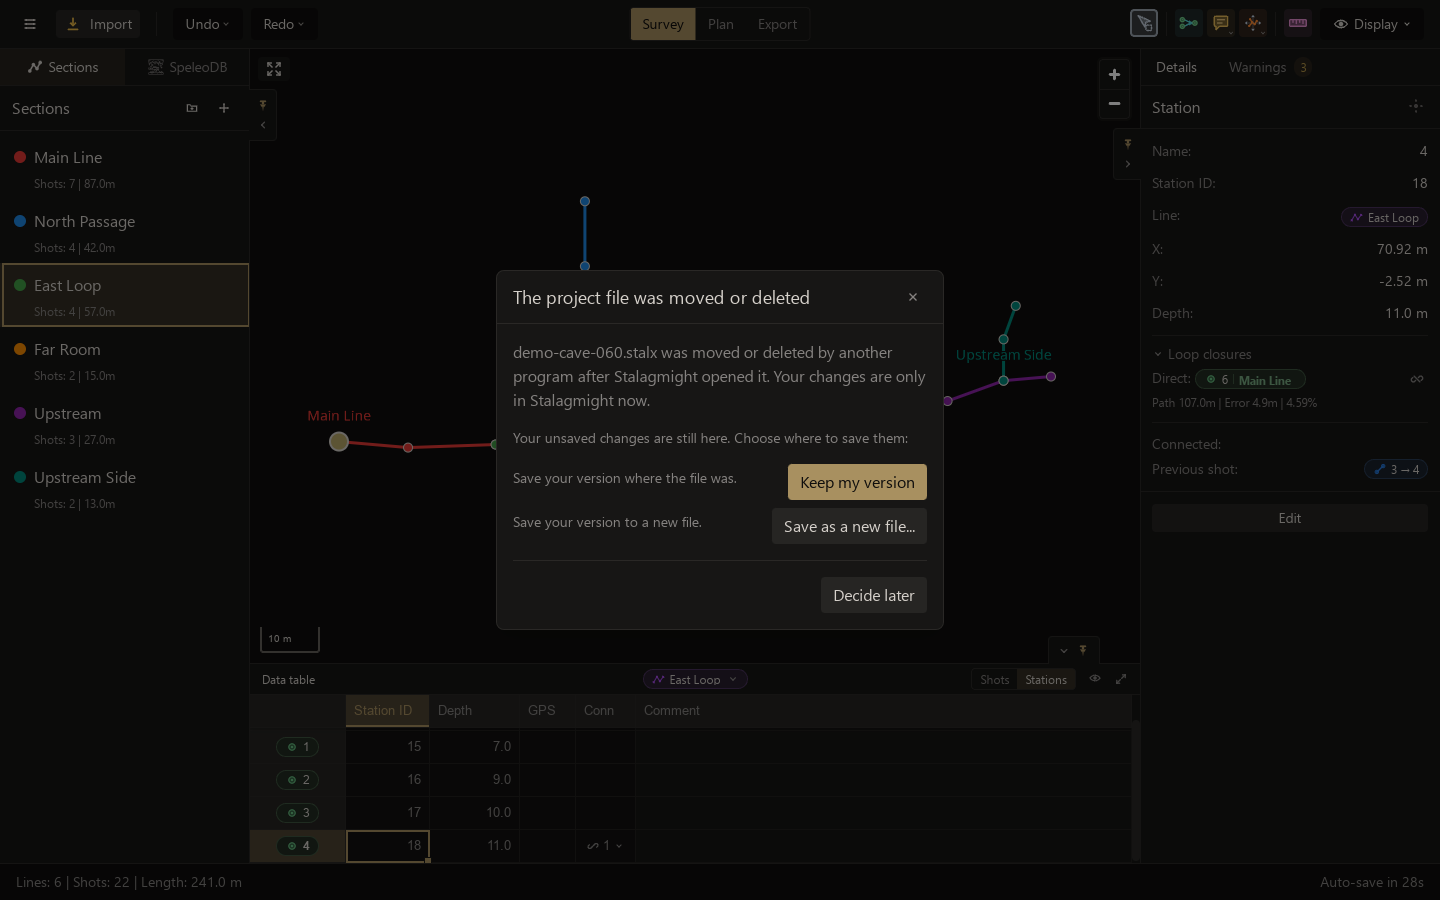 Import
Undo
Redo
Survey
Plan
Export
Display
Sections
SpeleoDB
Sections
Main Line
Shots: 7 | 87.0m
North Passage
Shots: 4 | 42.0m
East Loop
Shots: 4 | 57.0m
Far Room
Shots: 2 | 15.0m
Upstream
Shots: 3 | 27.0m
Upstream Side
Shots: 2 | 13.0m
Main Line
Upstream Side
10 m
The project file was moved or deleted
demo-cave-060.stalx was moved or deleted by another
program after Stalagmight opened it. Your changes are only
in Stalagmight now.
Your unsaved changes are still here. Choose where to save them:
Save your version where the file was.
Keep my version
Save your version to a new file.
Save as a new file...
Decide later
Details
Warnings 3
Station
Name: 4
Station ID: 18
Line: East Loop
X: 70.92 m
Y: -2.52 m
Depth: 11.0 m
Loop closures
Direct: 6 | Main Line
Path 107.0m | Error 4.9m | 4.59%
Connected:
Previous shot: 3 → 4
Edit
Data table
East Loop
Shots
Stations
Station ID Depth GPS Conn Comment
1 15 7.0
2 16 9.0
3 17 10.0
4 18 11.0 1
Lines: 6 | Shots: 22 | Length: 241.0 m
Auto-save in 28s